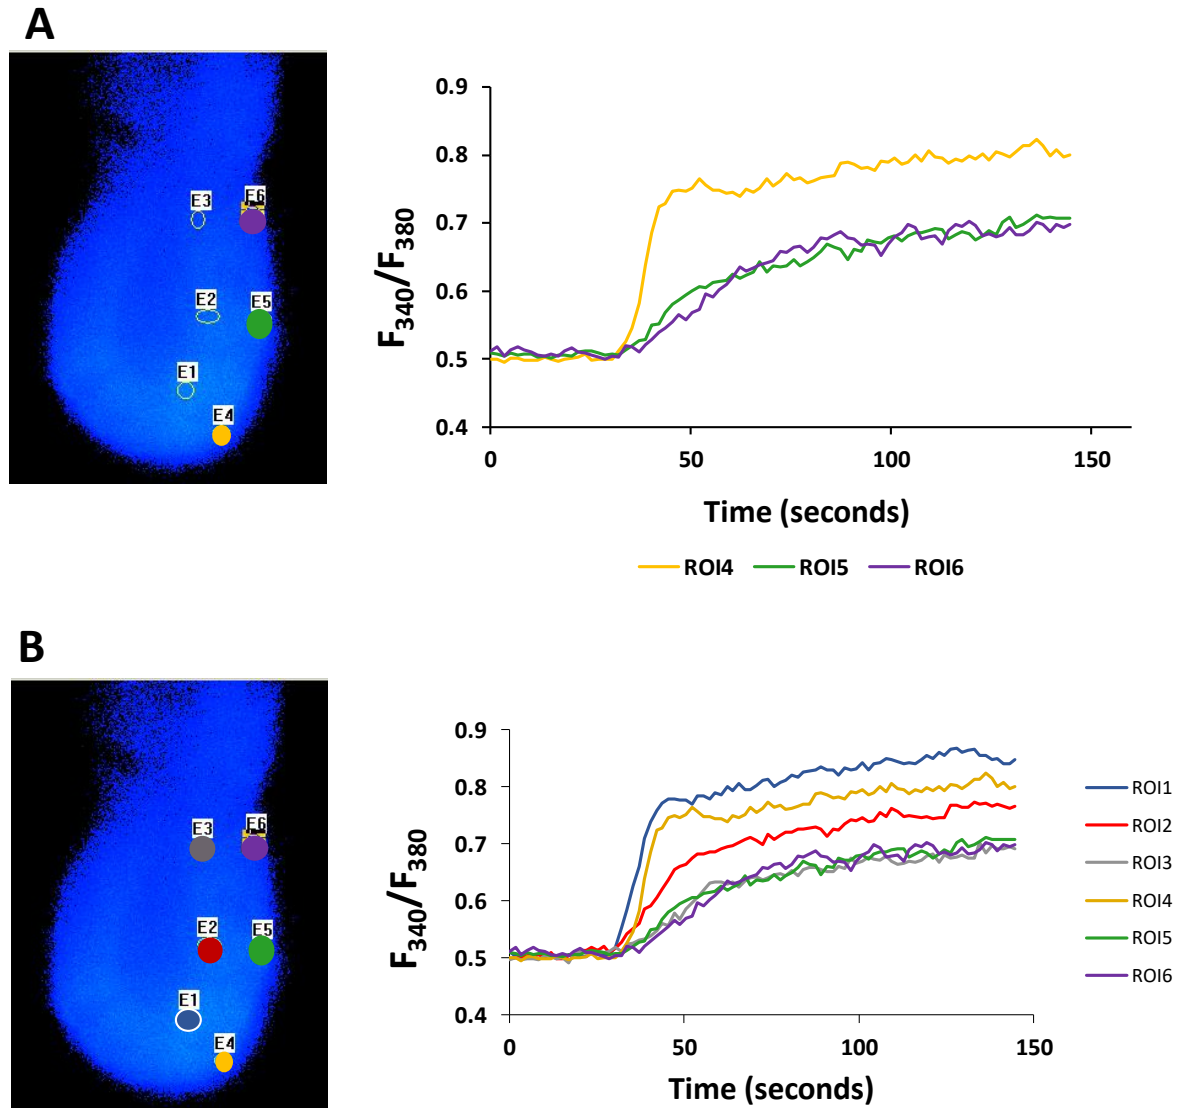 A
E3
E6
E2
E5
E1
E4
F340/F380
0.9
0.8
0.7
0.6
0.5
0.4
0
50
100
150
Time (seconds)
ROI4 ROI5 ROI6
B
E3
E6
E2
E5
E1
E4
F340/F380
0.9
0.8
0.7
0.6
0.5
0.4
0
50
100
150
Time (seconds)
ROI1
ROI2
ROI3
ROI4
ROI5
ROI6